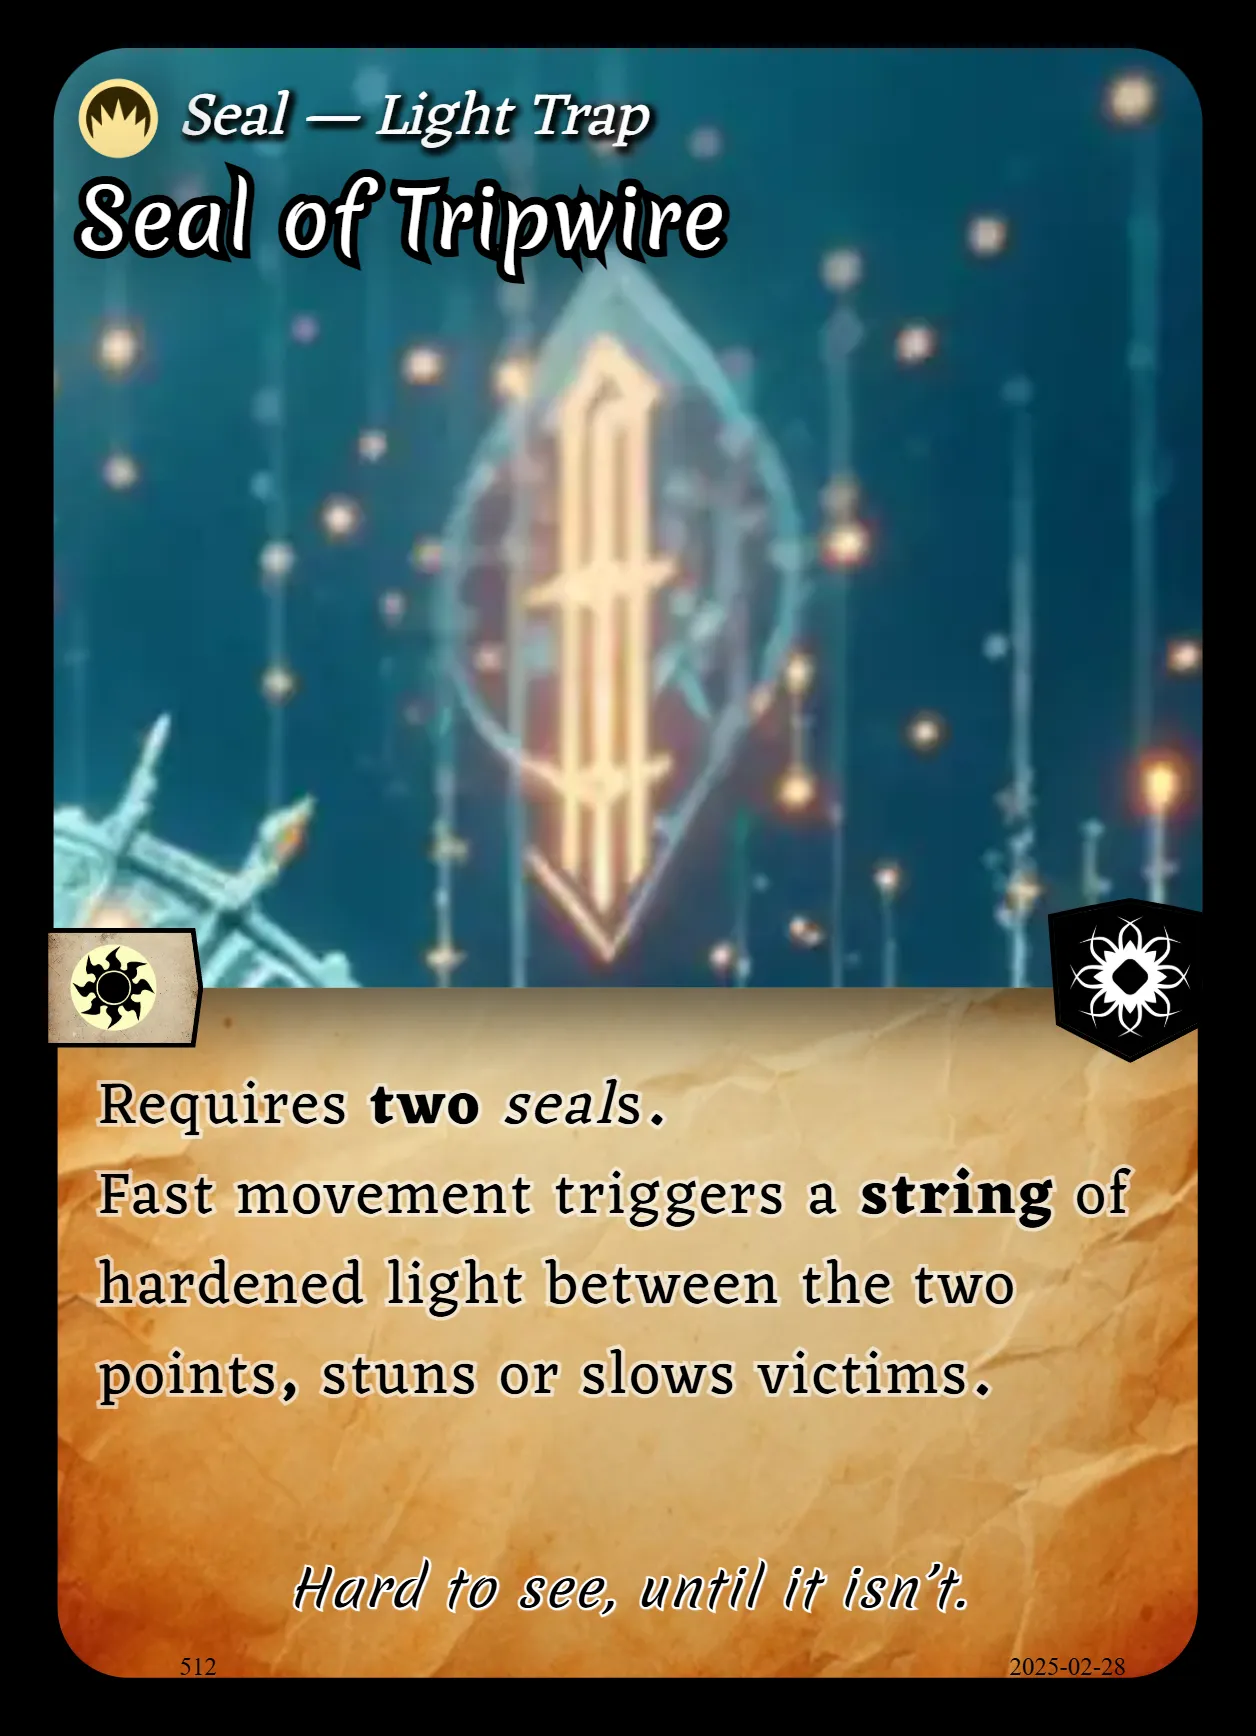 Seal — Light Trap
Seal of Tripwire
Requires two seals.
Fast movement triggers a string of
hardened light between the two
points, stuns or slows victims.
Hard to see, until it isn't.
512
2025-02-28